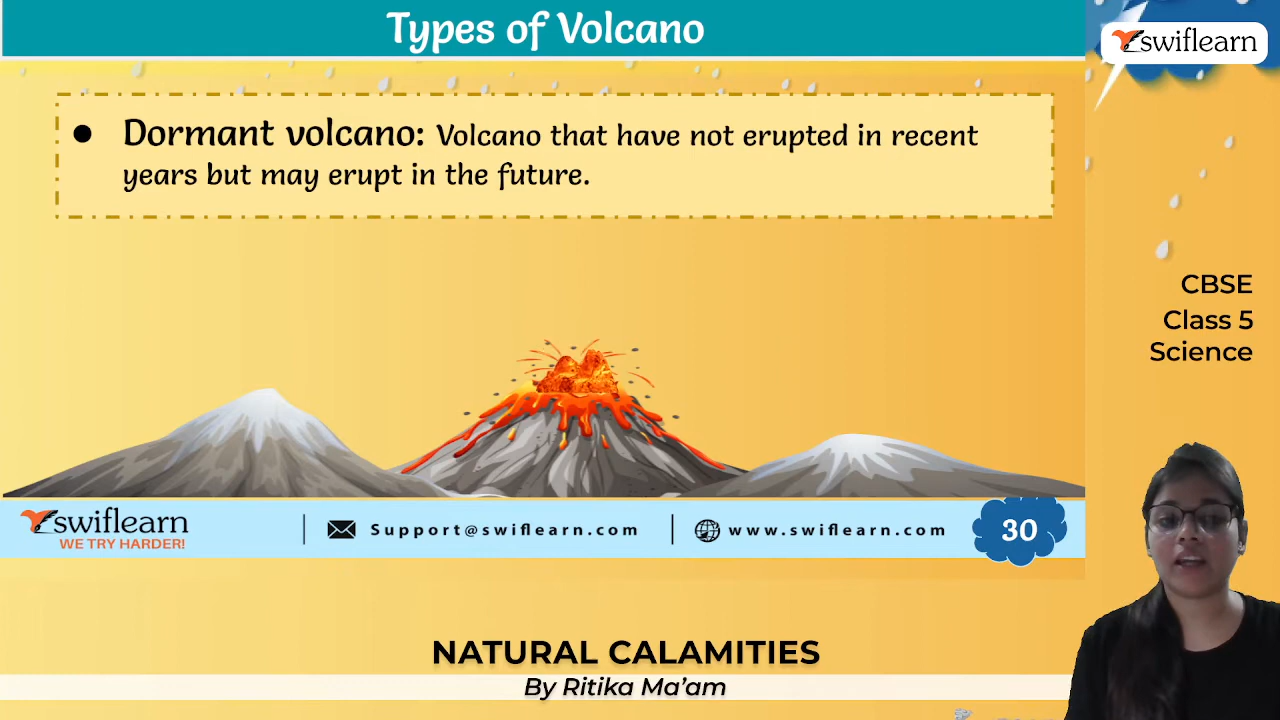 Types of Volcano
swiflearn
● Dormant volcano: Volcano that have not erupted in recent
years but may erupt in the future.
CBSE
Class 5
Science
swiflearn
WE TRY HARDER!
Support@swiflearn.com
www.swiflearn.com
30
NATURAL CALAMITIES
By Ritika Ma’am